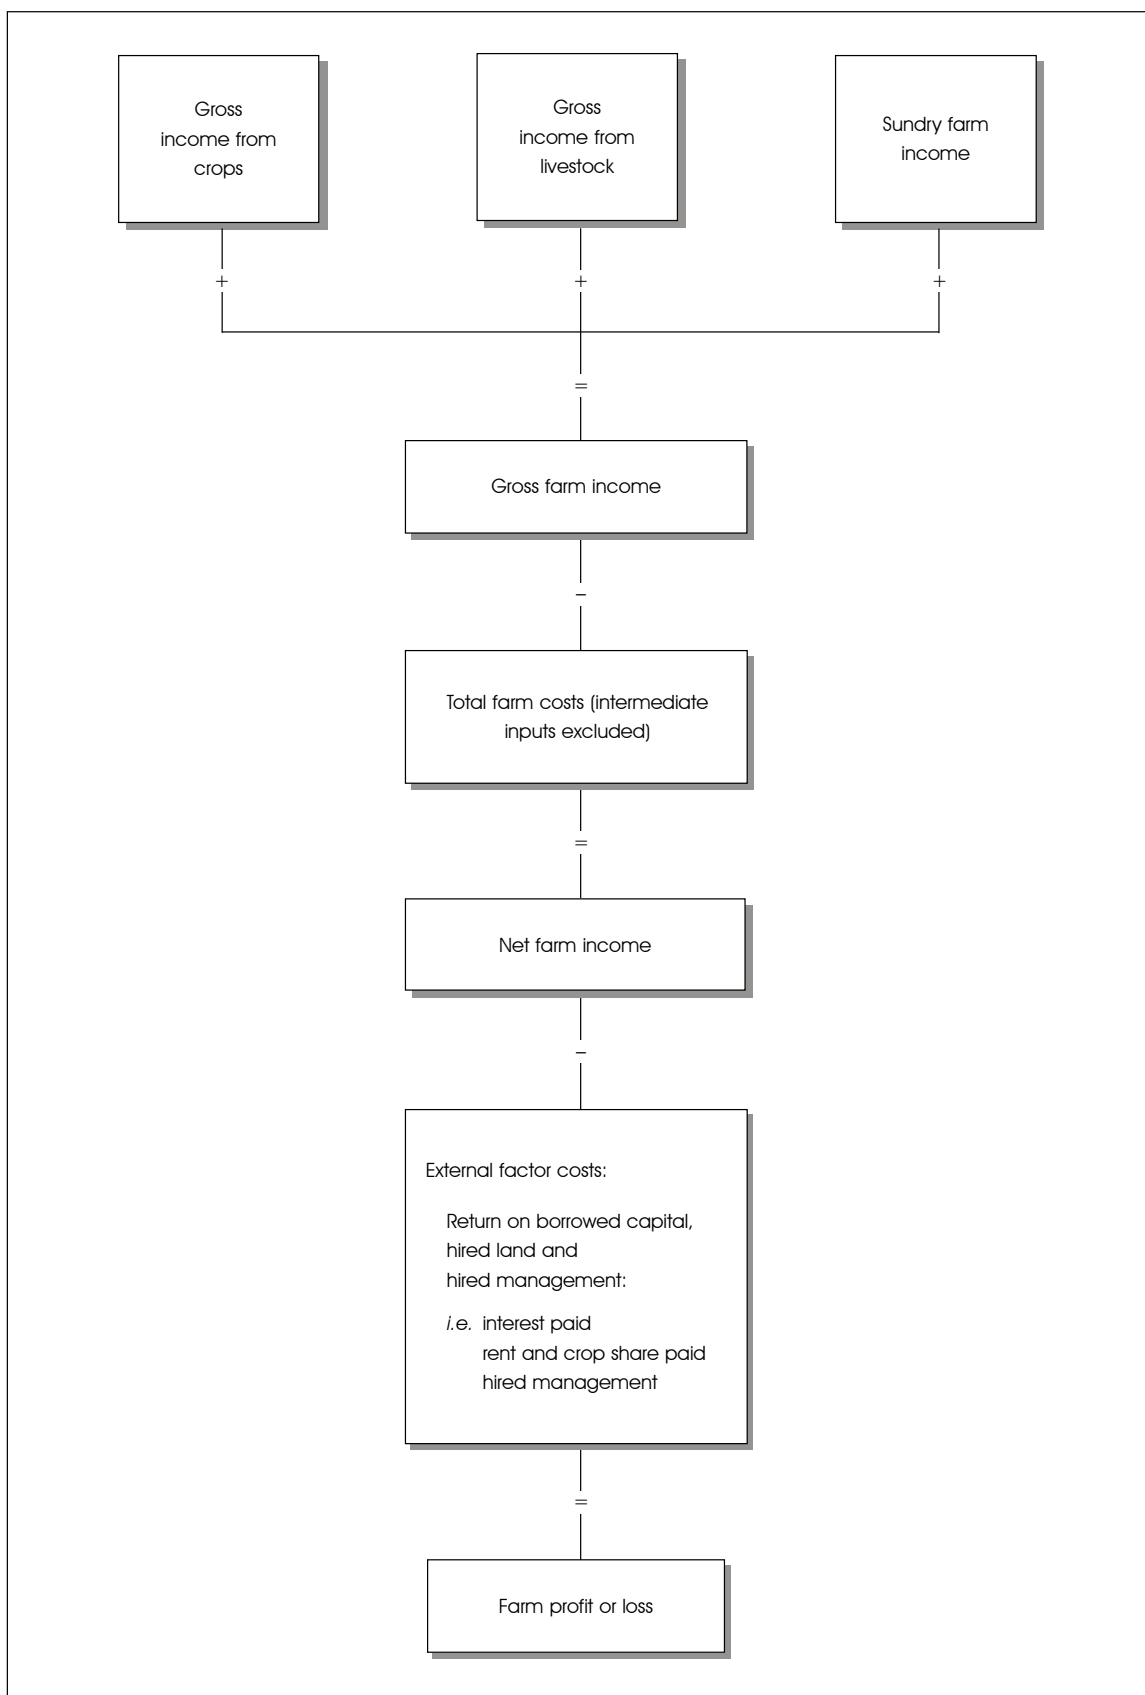 Gross
income from
crops
Gross
income from
livestock
Sundry farm
income
+
+
+
=
Gross farm income
–
Total farm costs (intermediate
inputs excluded)
=
Net farm income
–
External factor costs:
Return on borrowed capital,
hired land and
hired management:
i.e. interest paid
rent and crop share paid
hired management
=
Farm profit or loss